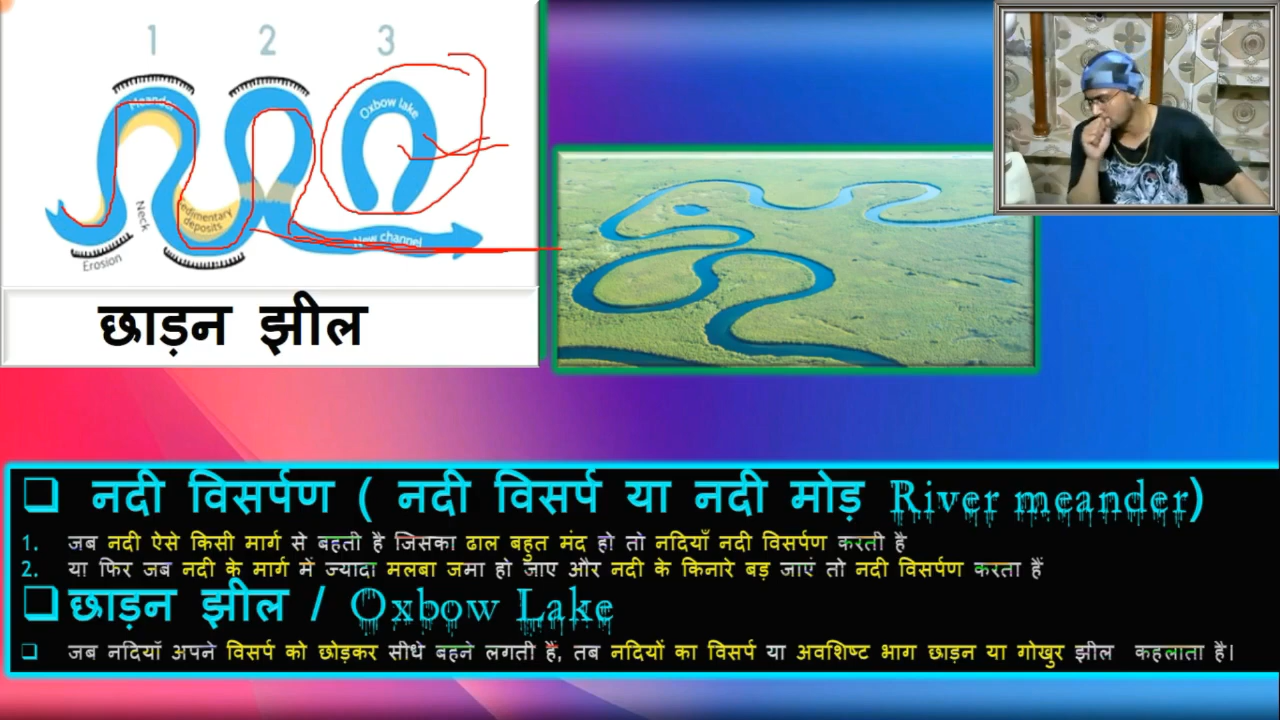 1 2 3
Meander
Oxbow lake
Neck
Sedimentary
deposits
New channel
Erosion
छाड़न झील
❑ नदी विसर्पण ( नदी विसर्प या नदी मोड़ River meander)
1. जब नदी ऐसे किसी मार्ग से बहती है जिसका ढाल बहुत मंद हो तो नदियाँ नदी विसर्पण करती है
2. या फिर जब नदी के मार्ग में ज्यादा मलबा जमा हो जाए और नदी के किनारे बड़ जाएं तो नदी विसर्पण करता हैं
❑ छाड़न झील / Oxbow Lake
❑ जब नदियाँ अपने विसर्प को छोड़कर सीधे बहने लगती हैं, तब नदियों का विसर्प या अवशिष्ट भाग छाड़न या गोखुर झील कहलाता है।